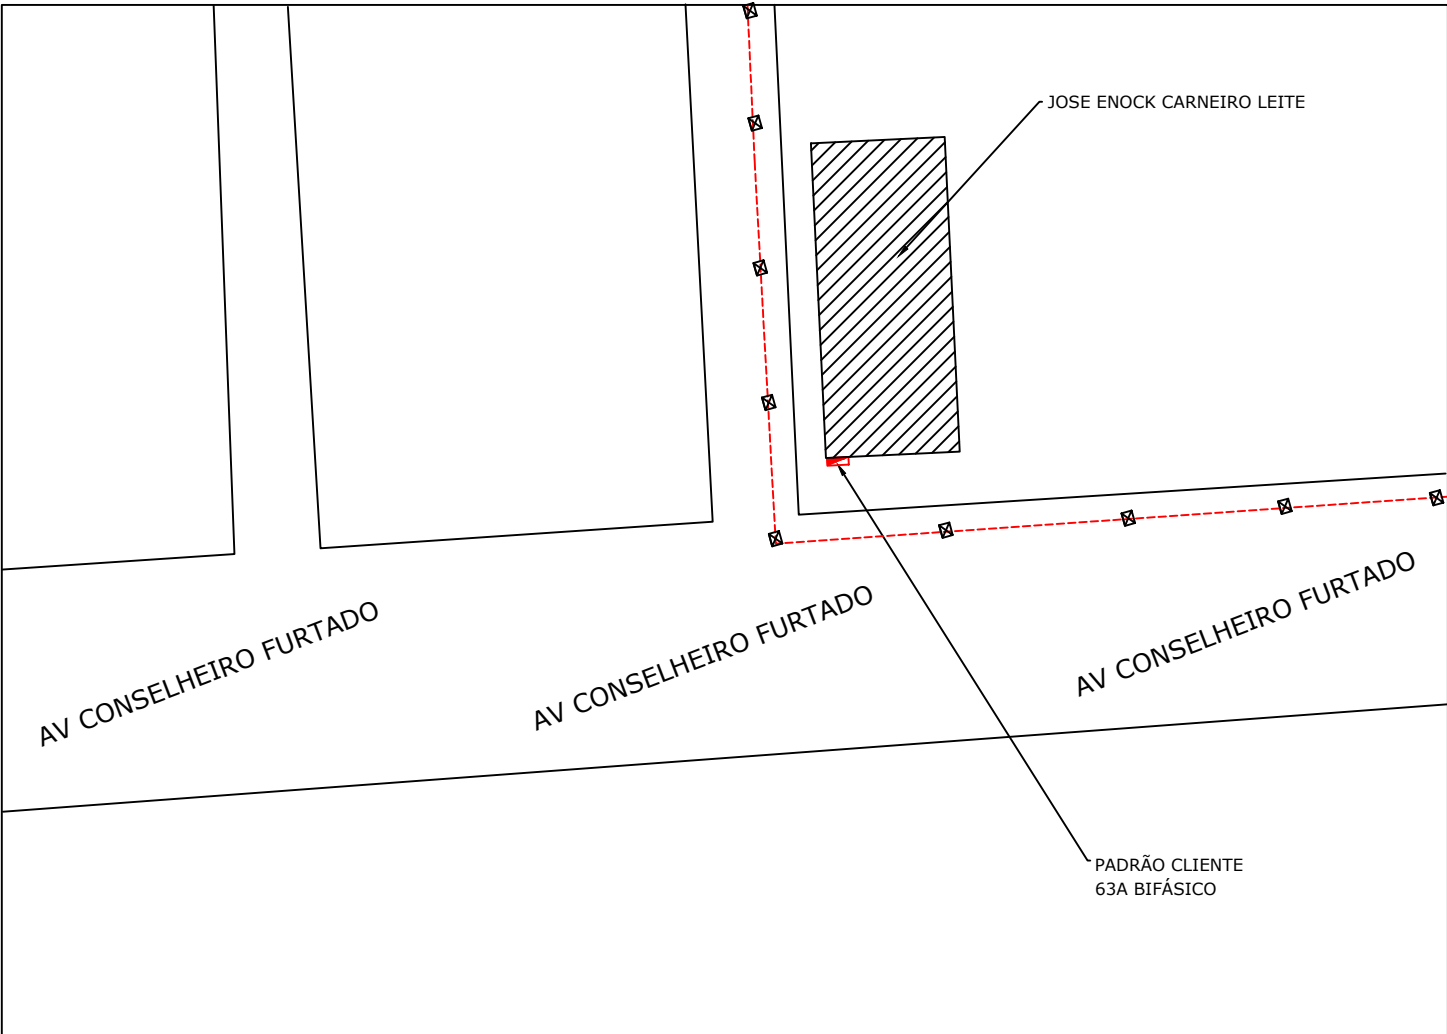 JOSE ENOCK CARNEIRO LEITE
AV CONSELHEIRO FURTADO
AV CONSELHEIRO FURTADO
AV CONSELHEIRO FURTADO
PADRÃO CLIENTE
63A BIFÁSICO